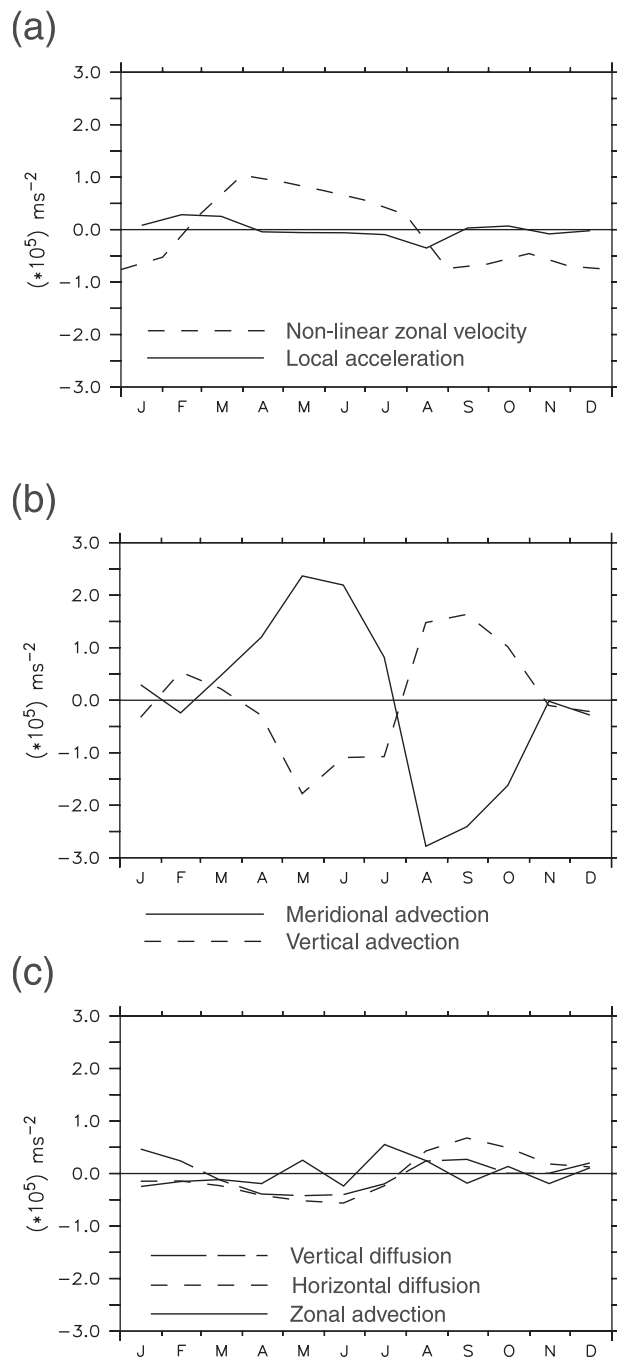 (a)
3.0
2.0
1.0
0.0
−1.0
−2.0
−3.0
(*10⁵) ms⁻²
Non-linear zonal velocity
Local acceleration
J F M A M J J A S O N D
(b)
3.0
2.0
1.0
0.0
−1.0
−2.0
−3.0
(*10⁵) ms⁻²
J F M A M J J A S O N D
Meridional advection
Vertical advection
(c)
3.0
2.0
1.0
0.0
−1.0
−2.0
−3.0
(*10⁵) ms⁻²
Vertical diffusion
Horizontal diffusion
Zonal advection
J F M A M J J A S O N D